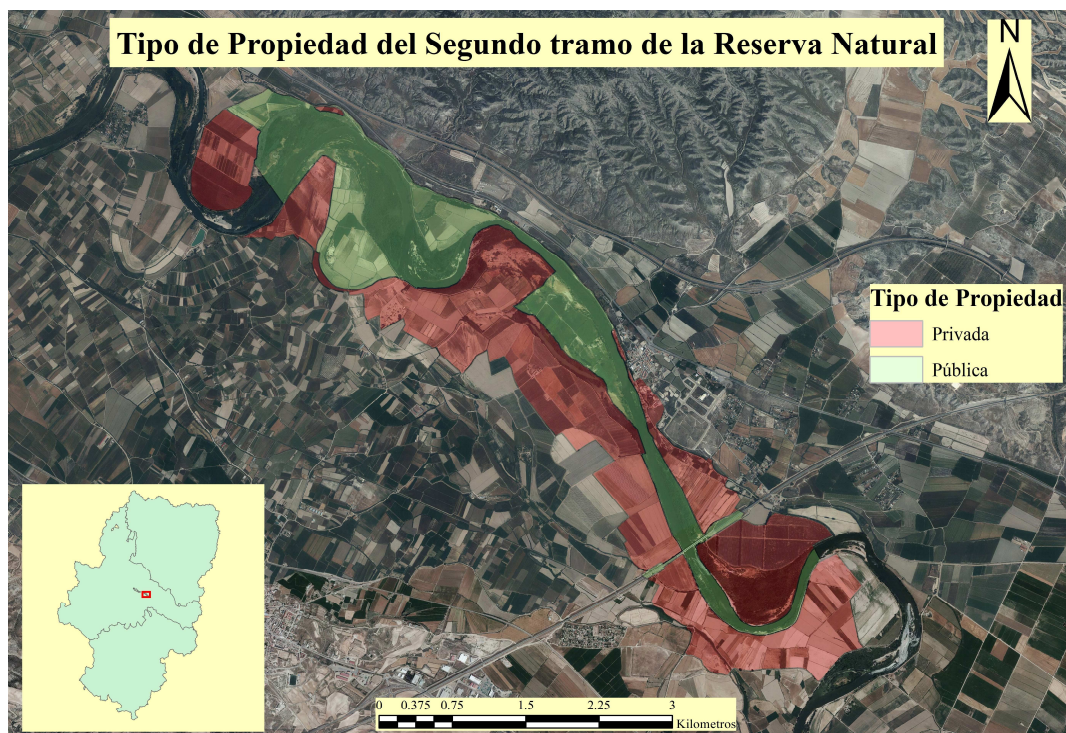 Tipo de Propiedad del Segundo tramo de la Reserva Natural
N
Tipo de Propiedad
Privada
Pública
0 0.375 0.75 1.5 2.25 3
Kilometros